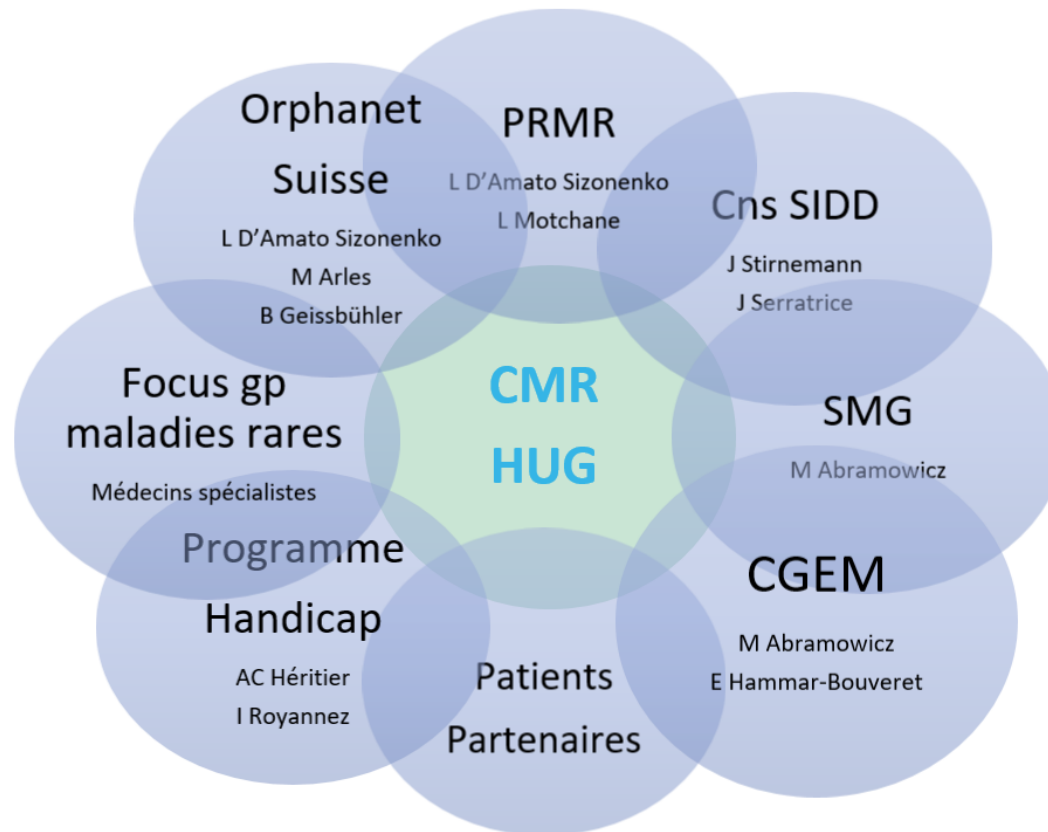 Orphanet
Suisse
L D’Amato Sizonenko
M Arles
B Geissbühler
PRMR
L D’Amato Sizonenko
L Motchane
Cns SIDD
J Stirnemann
J Serratrice
Focus gp
maladies rares
Médecins spécialistes
CMR
HUG
SMG
M Abramowicz
Programme
Handicap
AC Héritier
I Royannez
Patients
Partenaires
CGEM
M Abramowicz
E Hammar-Bouveret